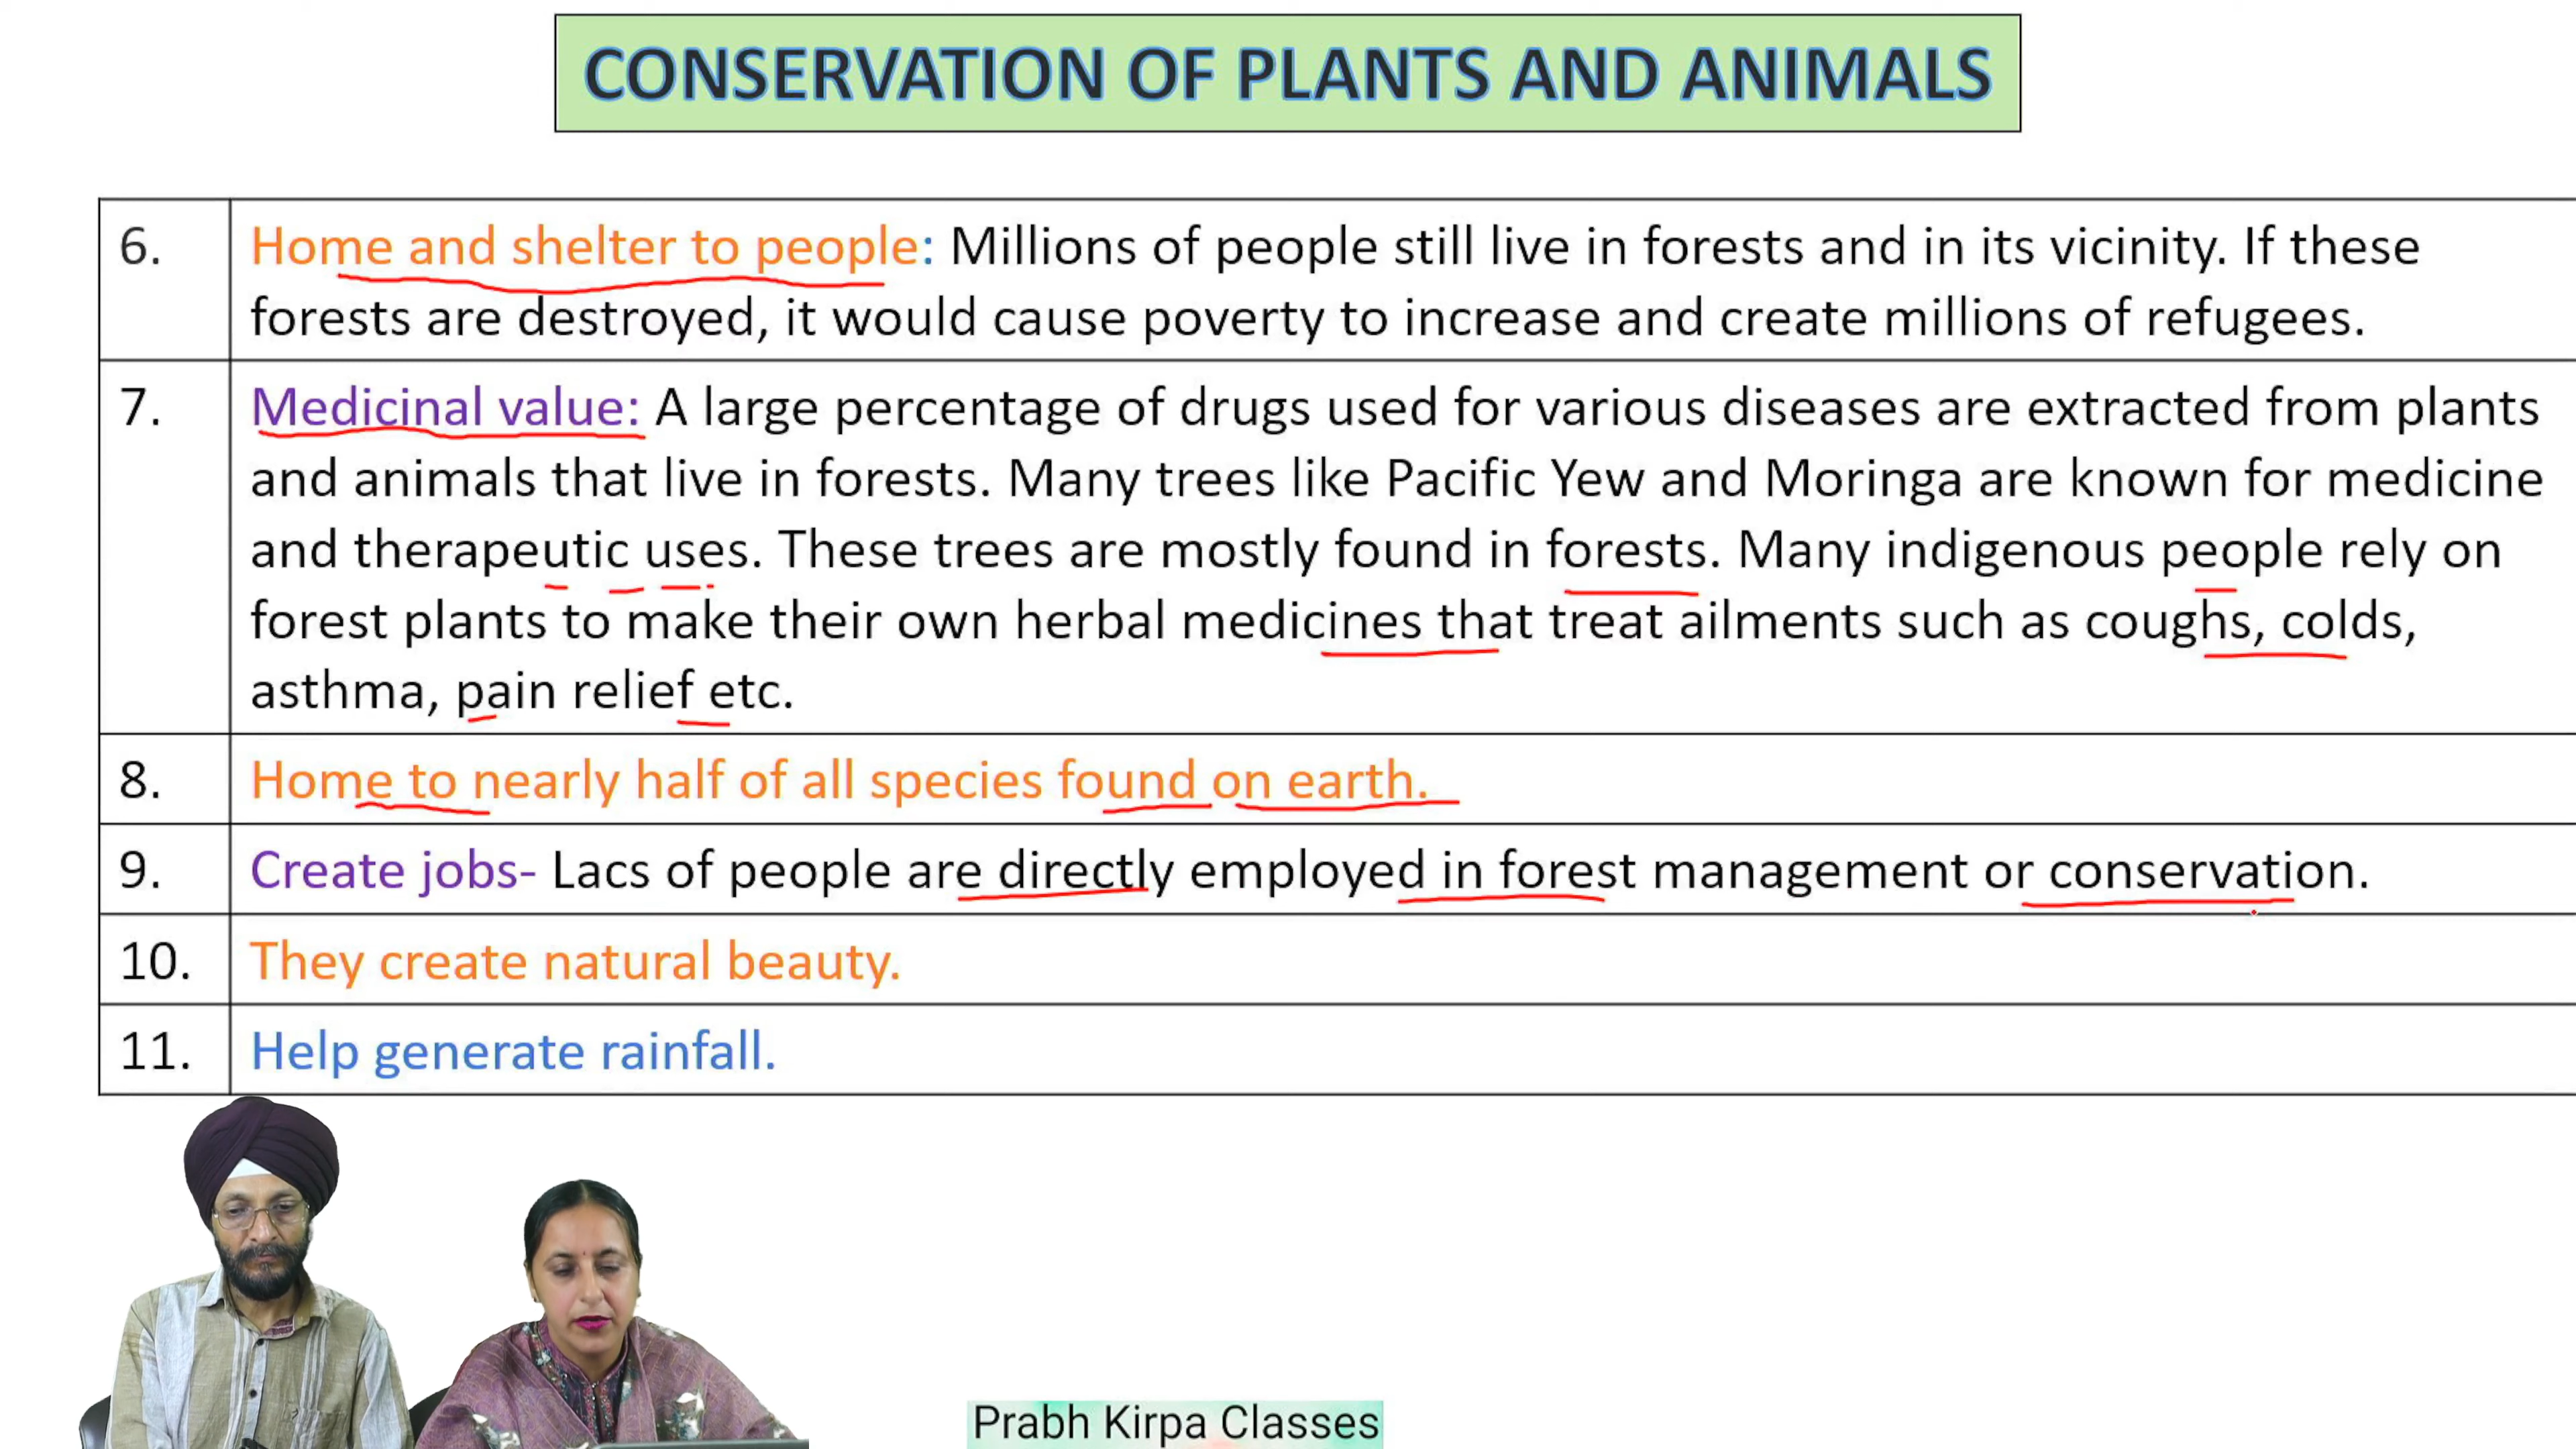 CONSERVATION OF PLANTS AND ANIMALS
6.
Home and shelter to people: Millions of people still live in forests and in its vicinity. If these
forests are destroyed, it would cause poverty to increase and create millions of refugees.
7.
Medicinal value: A large percentage of drugs used for various diseases are extracted from plants
and animals that live in forests. Many trees like Pacific Yew and Moringa are known for medicine
and therapeutic uses. These trees are mostly found in forests. Many indigenous people rely on
forest plants to make their own herbal medicines that treat ailments such as coughs, colds,
asthma, pain relief etc.
8.
Home to nearly half of all species found on earth.
9.
Create jobs- Lacs of people are directly employed in forest management or conservation.
10.
They create natural beauty.
11.
Help generate rainfall.
Prabh Kirpa Classes